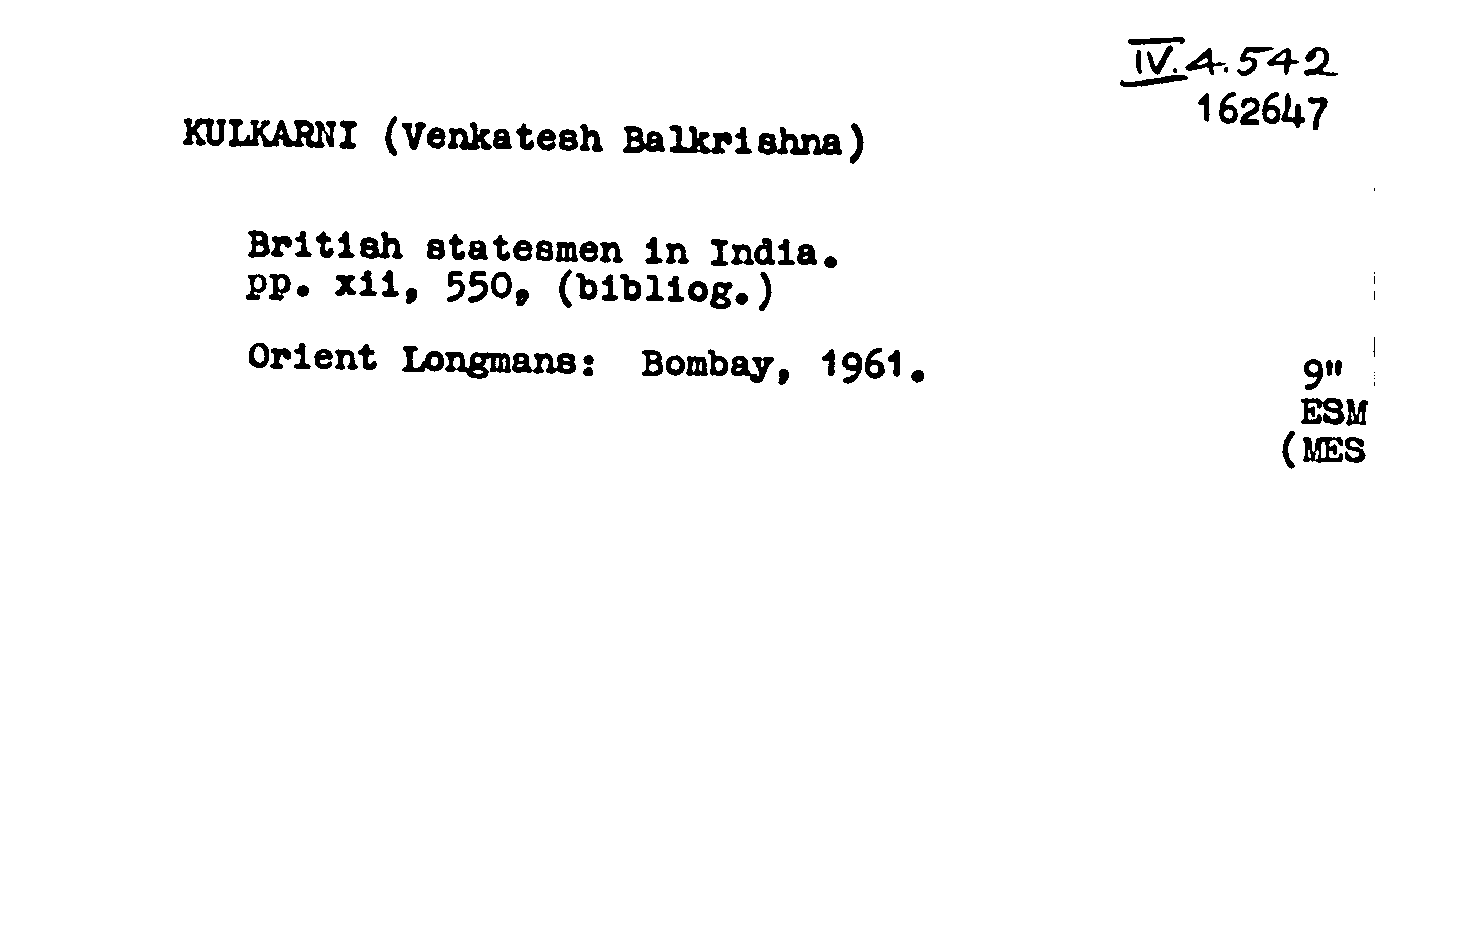 IV.4.542
162647
KULKARNI (Venkatesh Balkrishna)
British statesmen in India.
pp. xii, 550, (bibliog.)
Orient Longmans: Bombay, 1961.
9"
ESM
(MES